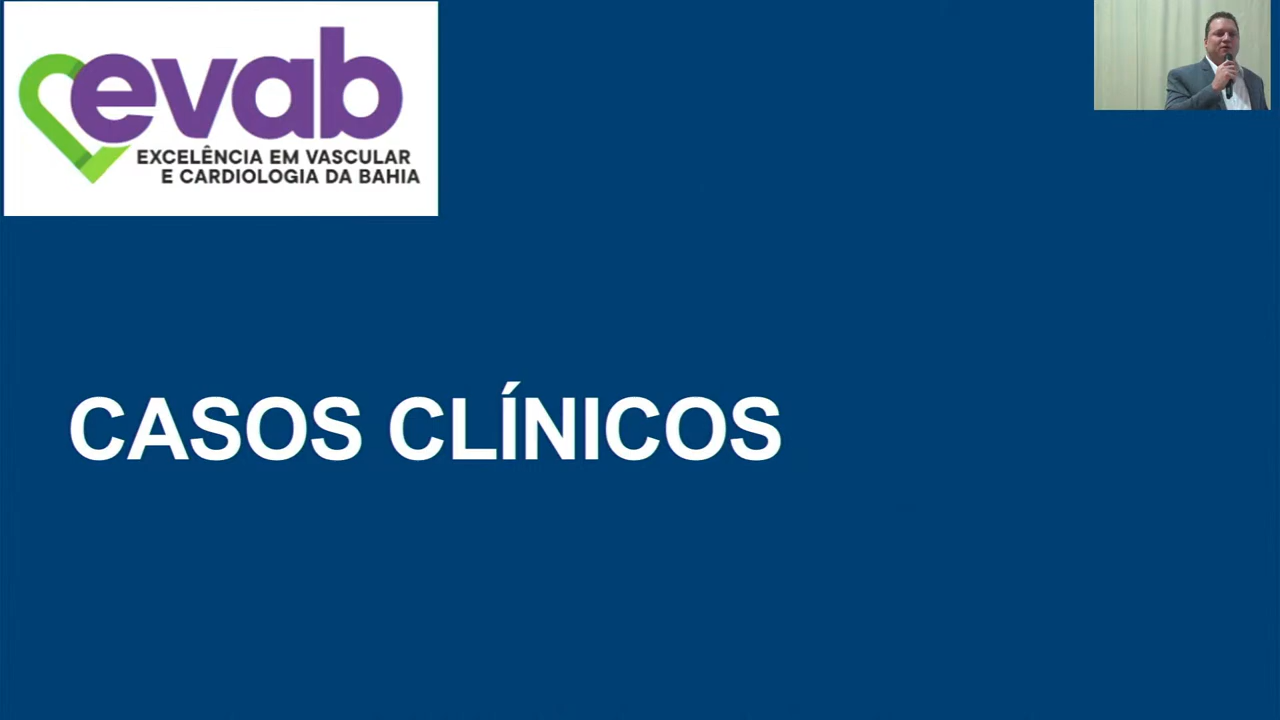 evab
EXCELÊNCIA EM VASCULAR
E CARDIOLOGIA DA BAHIA
CASOS CLÍNICOS